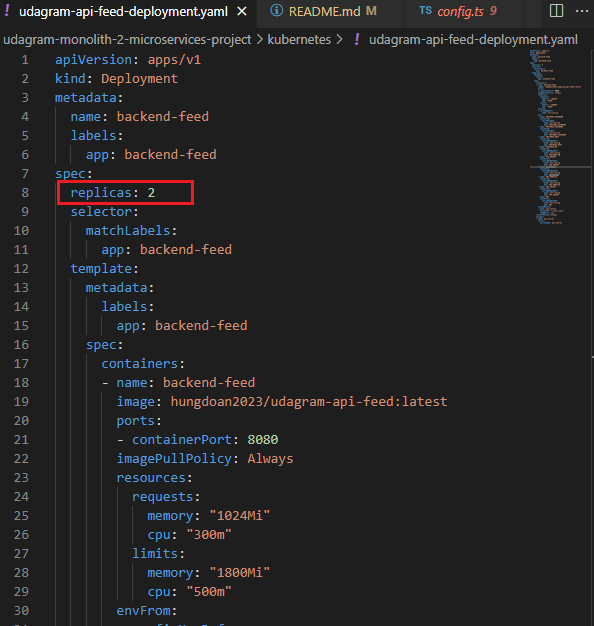 udagram-api-feed-deployment.yaml README.md M TS config.ts 9
udagram-monolith-2-microservices-project > kubernetes > udagram-api-feed-deployment.yaml
1 apiVersion: apps/v1
2 kind: Deployment
3 metadata:
4   name: backend-feed
5   labels:
6     app: backend-feed
7 spec:
8   replicas: 2
9   selector:
10     matchLabels:
11       app: backend-feed
12   template:
13     metadata:
14       labels:
15         app: backend-feed
16     spec:
17       containers:
18       - name: backend-feed
19         image: hungdoan2023/udagram-api-feed:latest
20         ports:
21         - containerPort: 8080
22         imagePullPolicy: Always
23         resources:
24           requests:
25             memory: "1024Mi"
26             cpu: "300m"
27           limits:
28             memory: "1800Mi"
29             cpu: "500m"
30         envFrom: